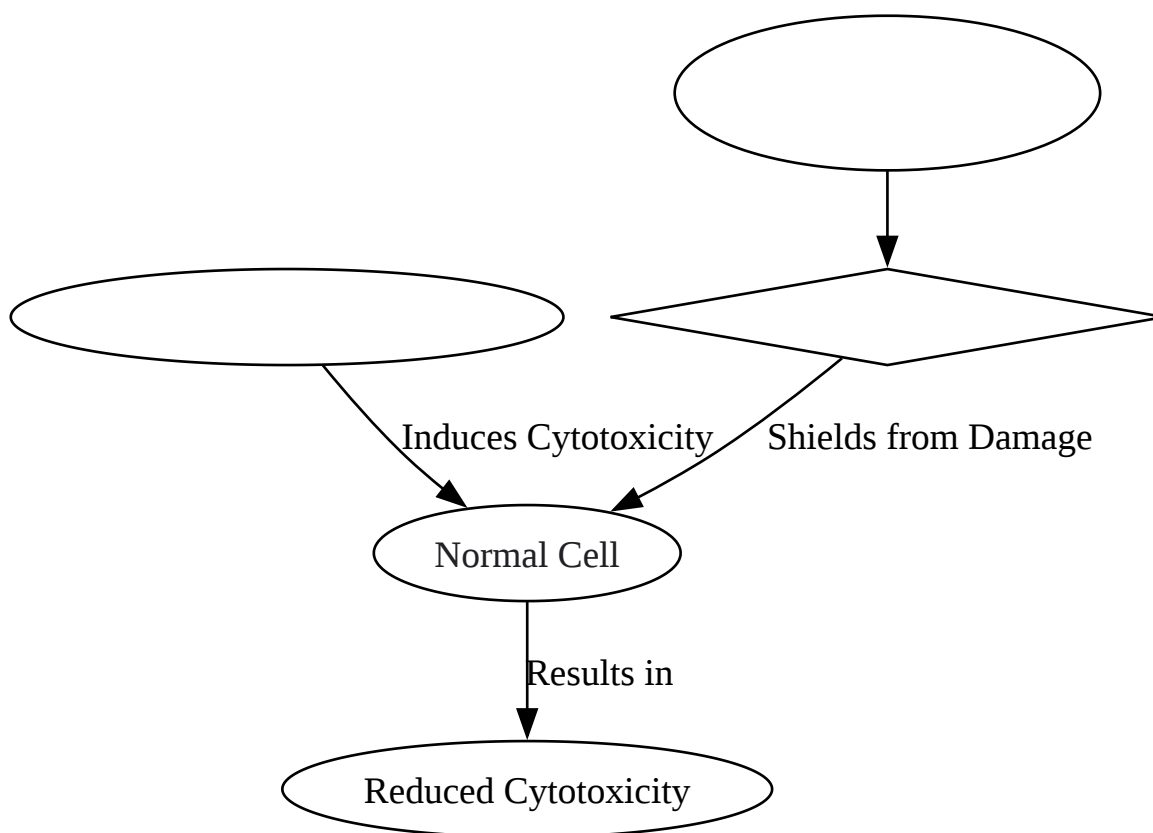 Induces Cytotoxicity
Shields from Damage
Normal Cell
Results in
Reduced Cytotoxicity